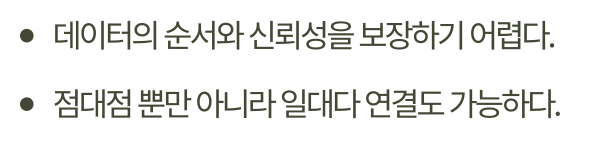 • 데이터의 순서와 신뢰성을 보장하기 어렵다.
• 점대점 뿐만 아니라 일대다 연결도 가능하다.